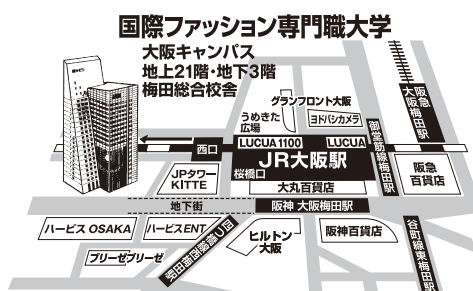 国際ファッション専門職大学
大阪キャンパス
地上21階・地下3階
梅田総合校舎
グランフロント大阪
うめきた
広場
ヨドバシカメラ
阪急
大阪梅田駅
御堂筋線梅田駅
西口
LUCUA 1100
LUCUA
JR大阪駅
桜橋口
JPタワー
KITTE
大丸百貨店
阪急
百貨店
地下街
阪神 大阪梅田駅
ハービス OSAKA
ハービス ENT
四つ橋線西梅田駅
ヒルトン
大阪
阪神百貨店
谷町線東梅田駅
ブリーゼブリーゼ